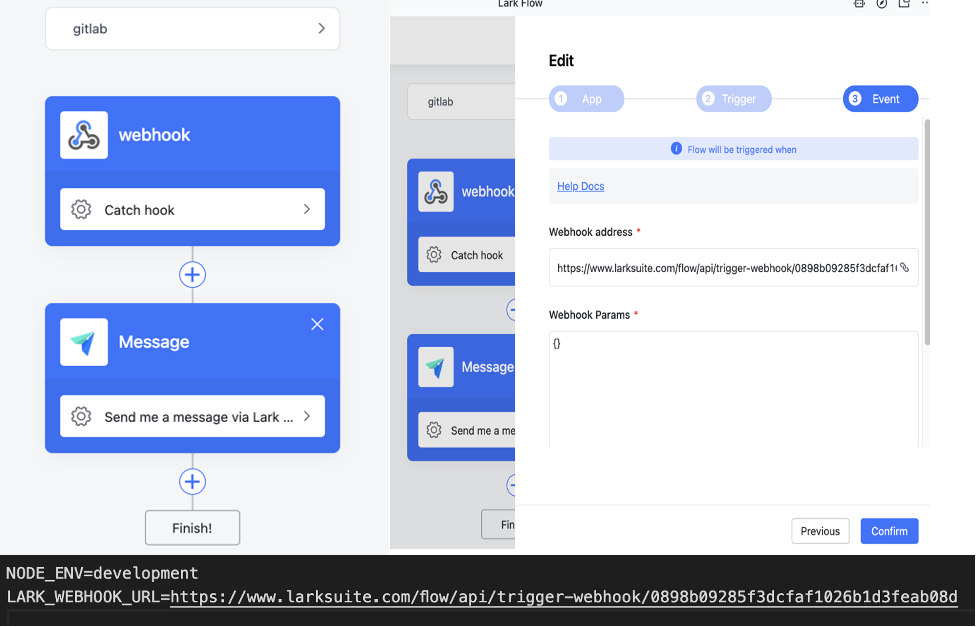 gitlab
webhook
Catch hook
Message
Send me a message via Lark ...
Finish!
Lark Flow
gitlab
webhook
Catch hook
Message
Send me a me
Fin
Edit
1 App
2 Trigger
3 Event
Flow will be triggered when
Help Docs
Webhook address *
https://www.larksuite.com/flow/api/trigger-webhook/0898b09285f3dcfaf1
Webhook Params *
{}
Previous
Confirm
NODE_ENV=development
LARK_WEBHOOK_URL=https://www.larksuite.com/flow/api/trigger-webhook/0898b09285f3dcfaf1026b1d3feab08d